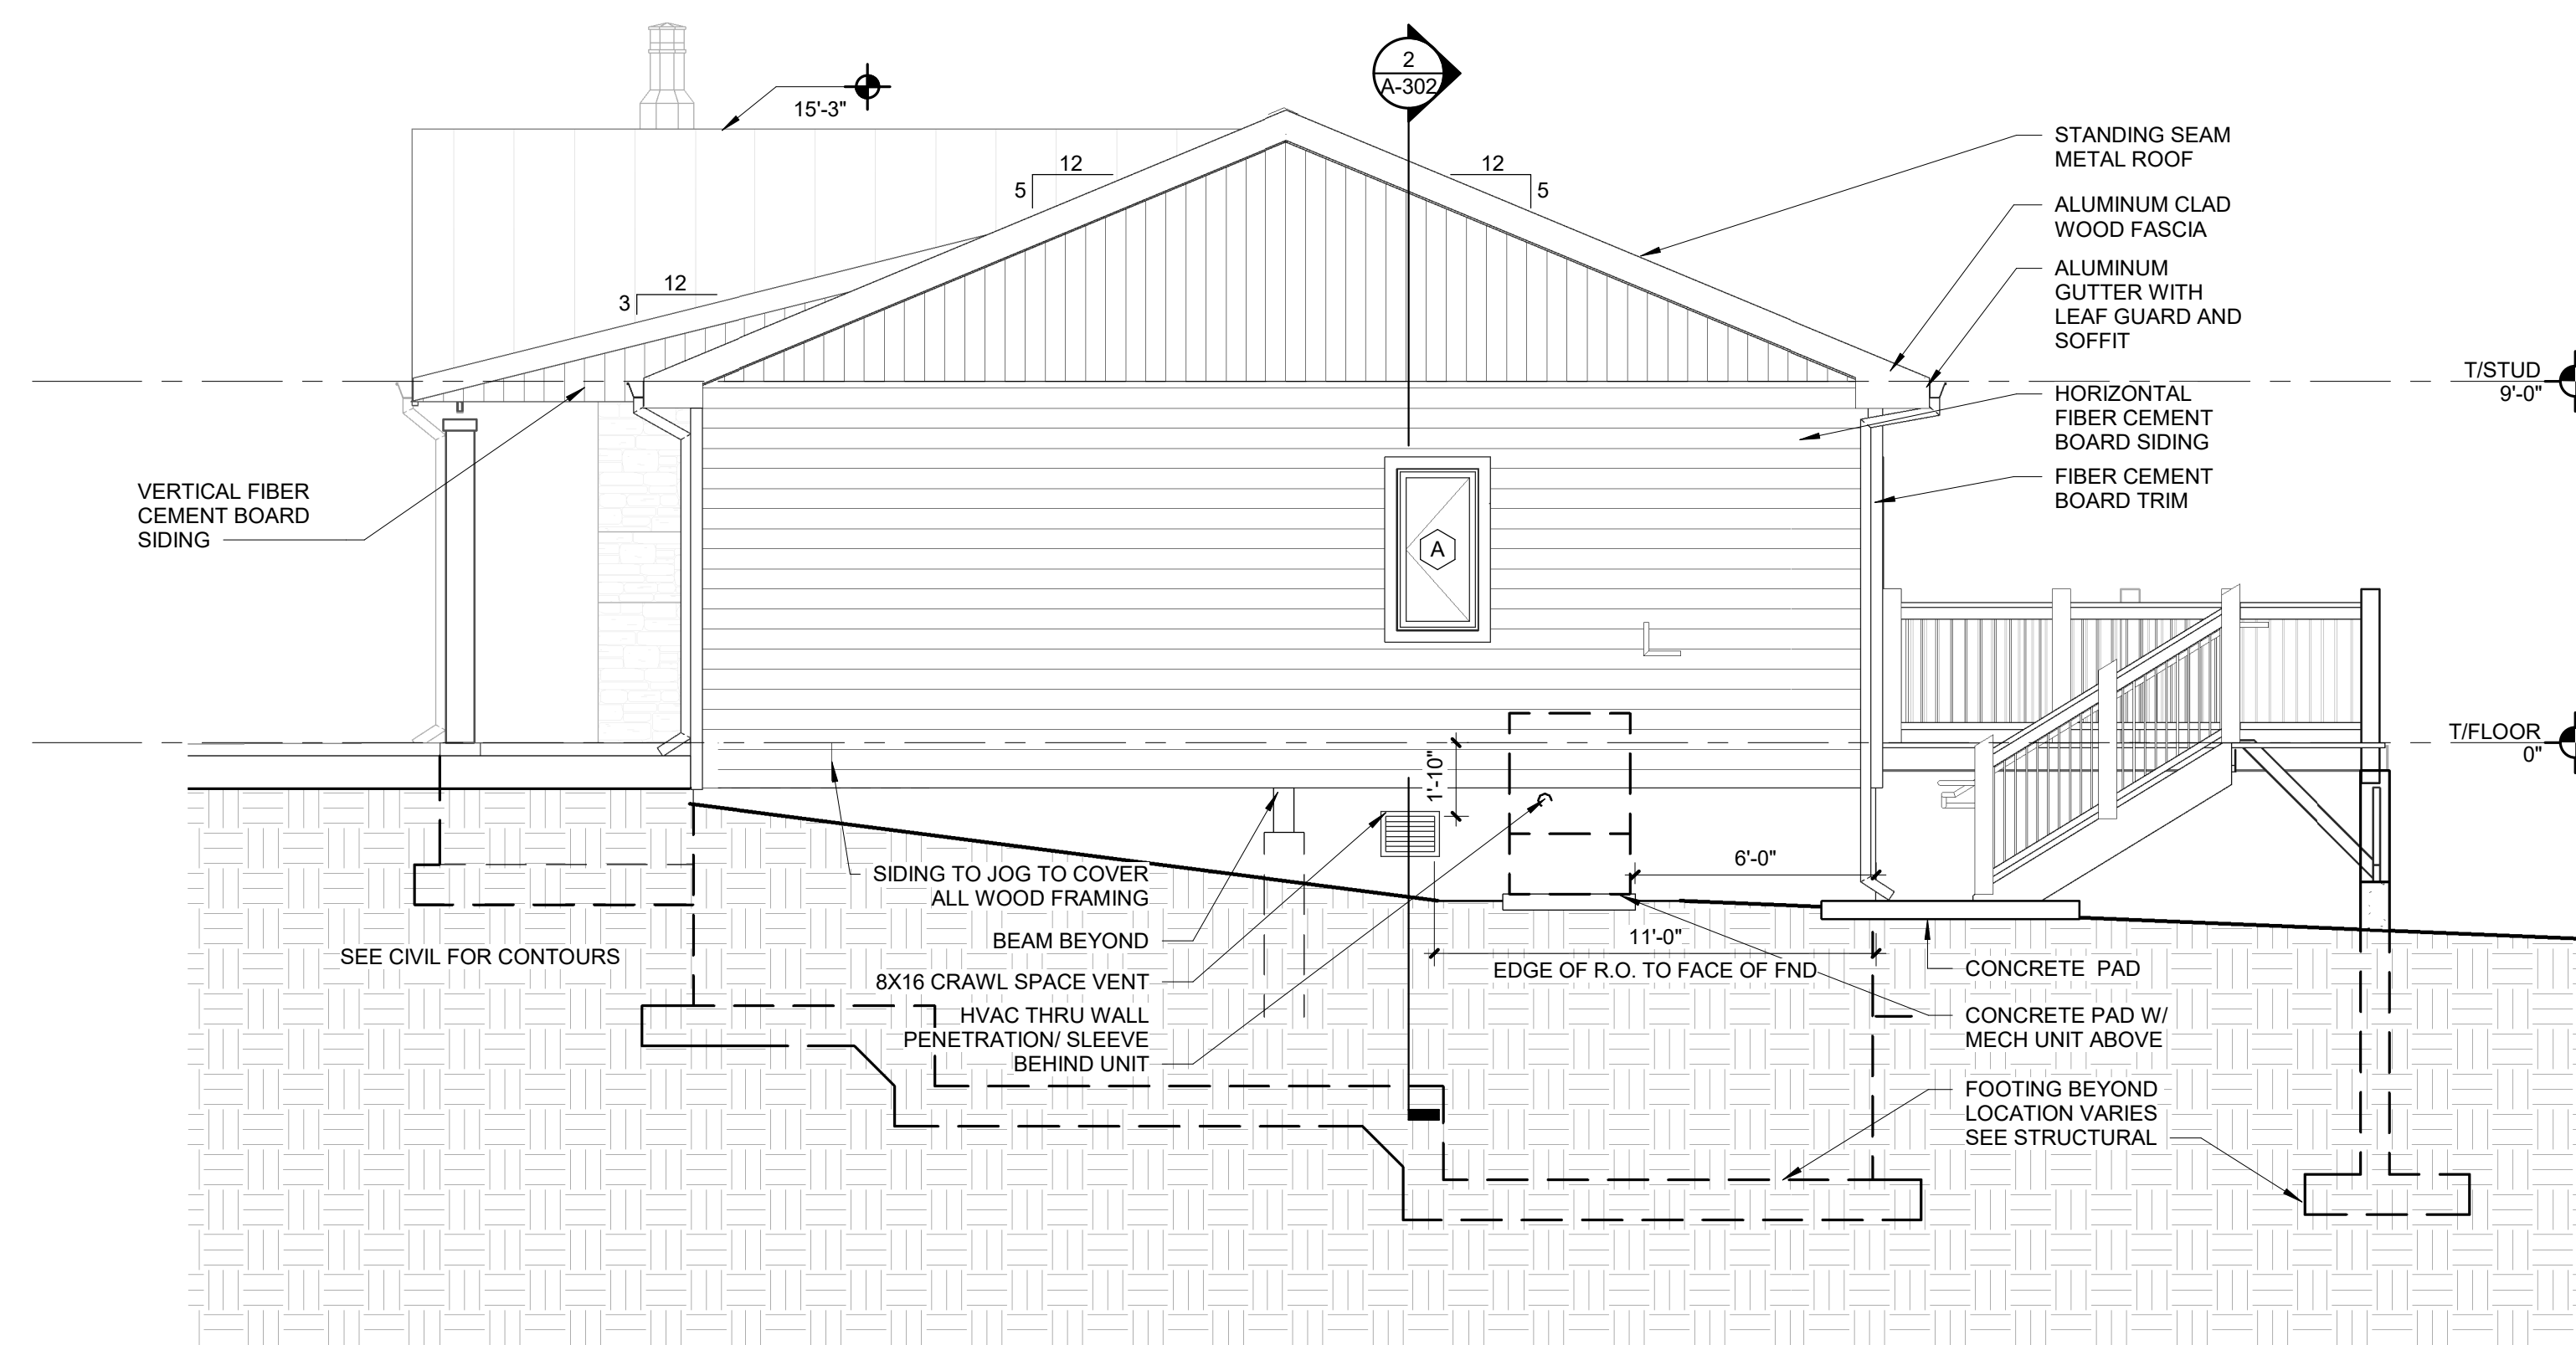 2
A-302
15'-3"
12
5
12
5
12
3
STANDING SEAM
METAL ROOF
ALUMINUM CLAD
WOOD FASCIA
ALUMINUM
GUTTER WITH
LEAF GUARD AND
SOFFIT
T/STUD
9'-0"
HORIZONTAL
FIBER CEMENT
BOARD SIDING
FIBER CEMENT
BOARD TRIM
VERTICAL FIBER
CEMENT BOARD
SIDING
A
T/FLOOR
0"
1'-10"
6'-0"
SIDING TO JOG TO COVER
ALL WOOD FRAMING
BEAM BEYOND
8X16 CRAWL SPACE VENT
HVAC THRU WALL
PENETRATION/ SLEEVE
BEHIND UNIT
SEE CIVIL FOR CONTOURS
11'-0"
EDGE OF R.O. TO FACE OF FND
CONCRETE PAD
CONCRETE PAD W/
MECH UNIT ABOVE
FOOTING BEYOND
LOCATION VARIES
SEE STRUCTURAL